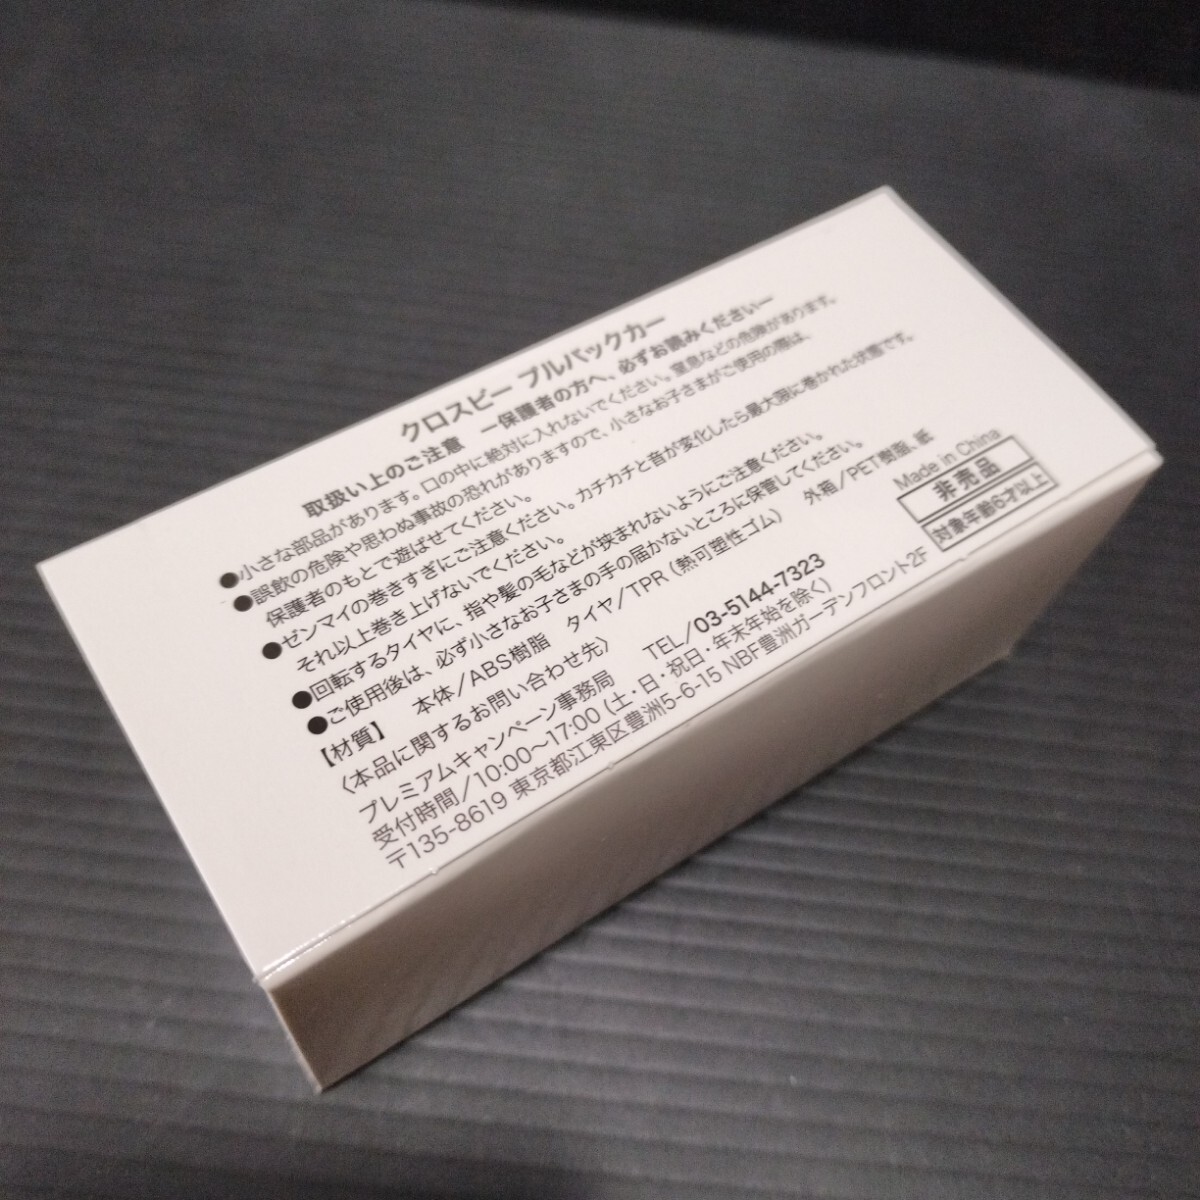 クロスビー プルバックカー
取扱い上のご注意 ー保護者の方へ、必ずお読みくださいー
●小さな部品があります。口の中に絶対に入れないでください。窒息などの危険があります。
●誤飲の危険や思わぬ事故の恐れがありますので、小さなお子さまがご使用の際は、
保護者のもとで遊ばせてください。
●ゼンマイの巻きすぎにご注意ください。カチカチと音が変化したら最大限に巻かれた状態です。
それ以上巻き上げないでください。
●回転するタイヤに、指や髪の毛などが挟まれないようにご注意ください。
●ご使用後は、必ず小さなお子さまの手の届かないところに保管してください。
【材質】 本体/ABS樹脂 タイヤ/TPR(熱可塑性ゴム) 外箱/PET樹脂、紙
〈本品に関するお問い合わせ先〉
プレミアムキャンペーン事務局 TEL/03-5144-7323
受付時間/10:00～17:00(土・日・祝日・年末年始を除く)
〒135-8619 東京都江東区豊洲5-6-15 NBF豊洲ガーデンフロント2F
Made in China
非売品
対象年齢6才以上